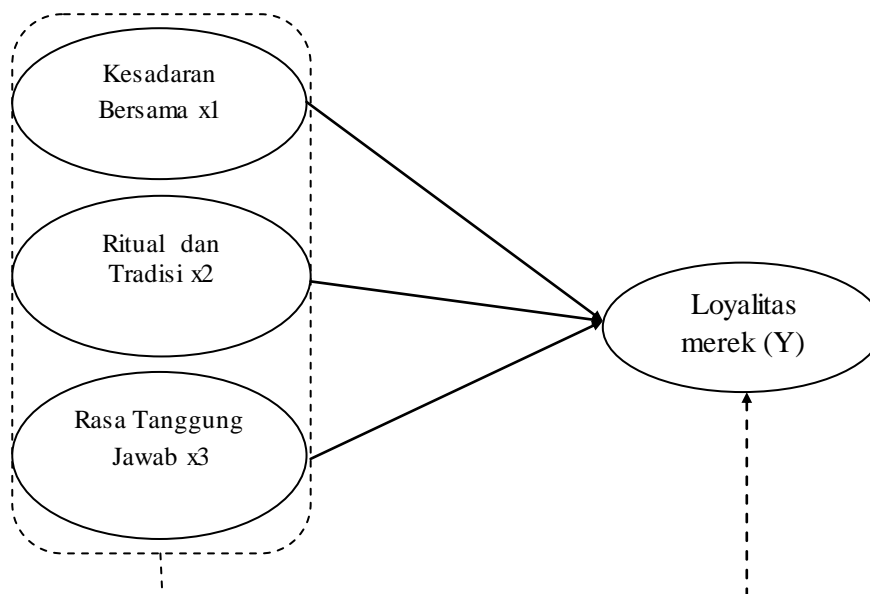 Kesadaran
Bersama x1
Ritual dan
Tradisi x2
Rasa Tanggung
Jawab x3
Loyalitas
merek (Y)